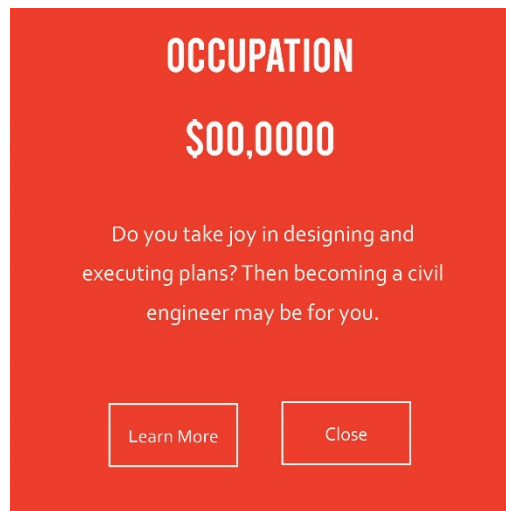 OCCUPATION
$00,0000
Do you take joy in designing and
executing plans? Then becoming a civil
engineer may be for you.
Learn More
Close